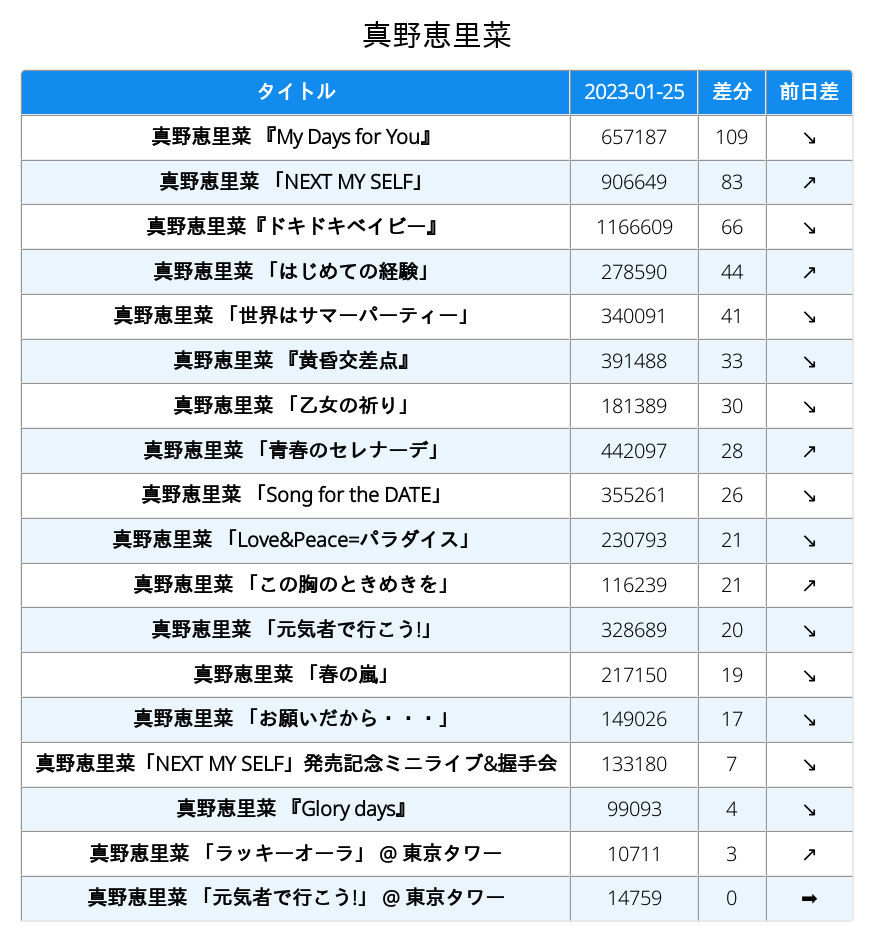 真野恵里菜
タイトル 2023-01-25 差分 前日差
真野恵里菜 『My Days for You』 657187 109 ↘
真野恵里菜 「NEXT MY SELF」 906649 83 ↗
真野恵里菜『ドキドキベイビー』 1166609 66 ↘
真野恵里菜 「はじめての経験」 278590 44 ↗
真野恵里菜 「世界はサマーパーティー」 340091 41 ↘
真野恵里菜 『黄昏交差点』 391488 33 ↘
真野恵里菜 「乙女の祈り」 181389 30 ↘
真野恵里菜 「青春のセレナーデ」 442097 28 ↗
真野恵里菜 「Song for the DATE」 355261 26 ↘
真野恵里菜 「Love&Peace=パラダイス」 230793 21 ↘
真野恵里菜 「この胸のときめきを」 116239 21 ↗
真野恵里菜 「元気者で行こう!」 328689 20 ↘
真野恵里菜 「春の嵐」 217150 19 ↘
真野恵里菜 「お願いだから・・・」 149026 17 ↘
真野恵里菜「NEXT MY SELF」発売記念ミニライブ&握手会 133180 7 ↘
真野恵里菜 『Glory days』 99093 4 ↘
真野恵里菜 「ラッキーオーラ」 @ 東京タワー 10711 3 ↗
真野恵里菜 「元気者で行こう!」 @ 東京タワー 14759 0 ➡